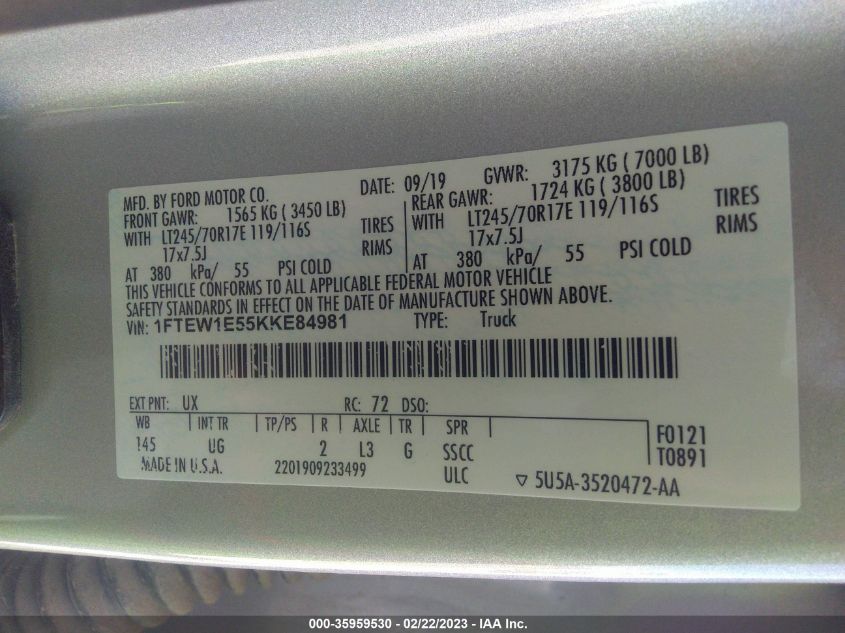 MFD. BY FORD MOTOR CO. DATE: 09/19 GVWR: 3175 KG ( 7000 LB)
FRONT GAWR: 1565 KG ( 3450 LB) REAR GAWR: 1724 KG ( 3800 LB)
WITH LT245/70R17E 119/116S TIRES WITH LT245/70R17E 119/116S TIRES
17x7.5J RIMS 17x7.5J RIMS
AT 380 kPa/ 55 PSI COLD AT 380 kPa/ 55 PSI COLD
THIS VEHICLE CONFORMS TO ALL APPLICABLE FEDERAL MOTOR VEHICLE
SAFETY STANDARDS IN EFFECT ON THE DATE OF MANUFACTURE SHOWN ABOVE.
VIN: 1FTEW1E55KKE84981 TYPE: Truck
EXT PNT: UX RC: 72 DSO:
WB INT TR TP/PS R AXLE TR SPR F0121
145 UG 2 L3 G SSCC T0891
MADE IN U.S.A. 2201909233499 ULC ▽ 5U5A-3520472-AA
000-35959530 - 02/22/2023 - IAA Inc.